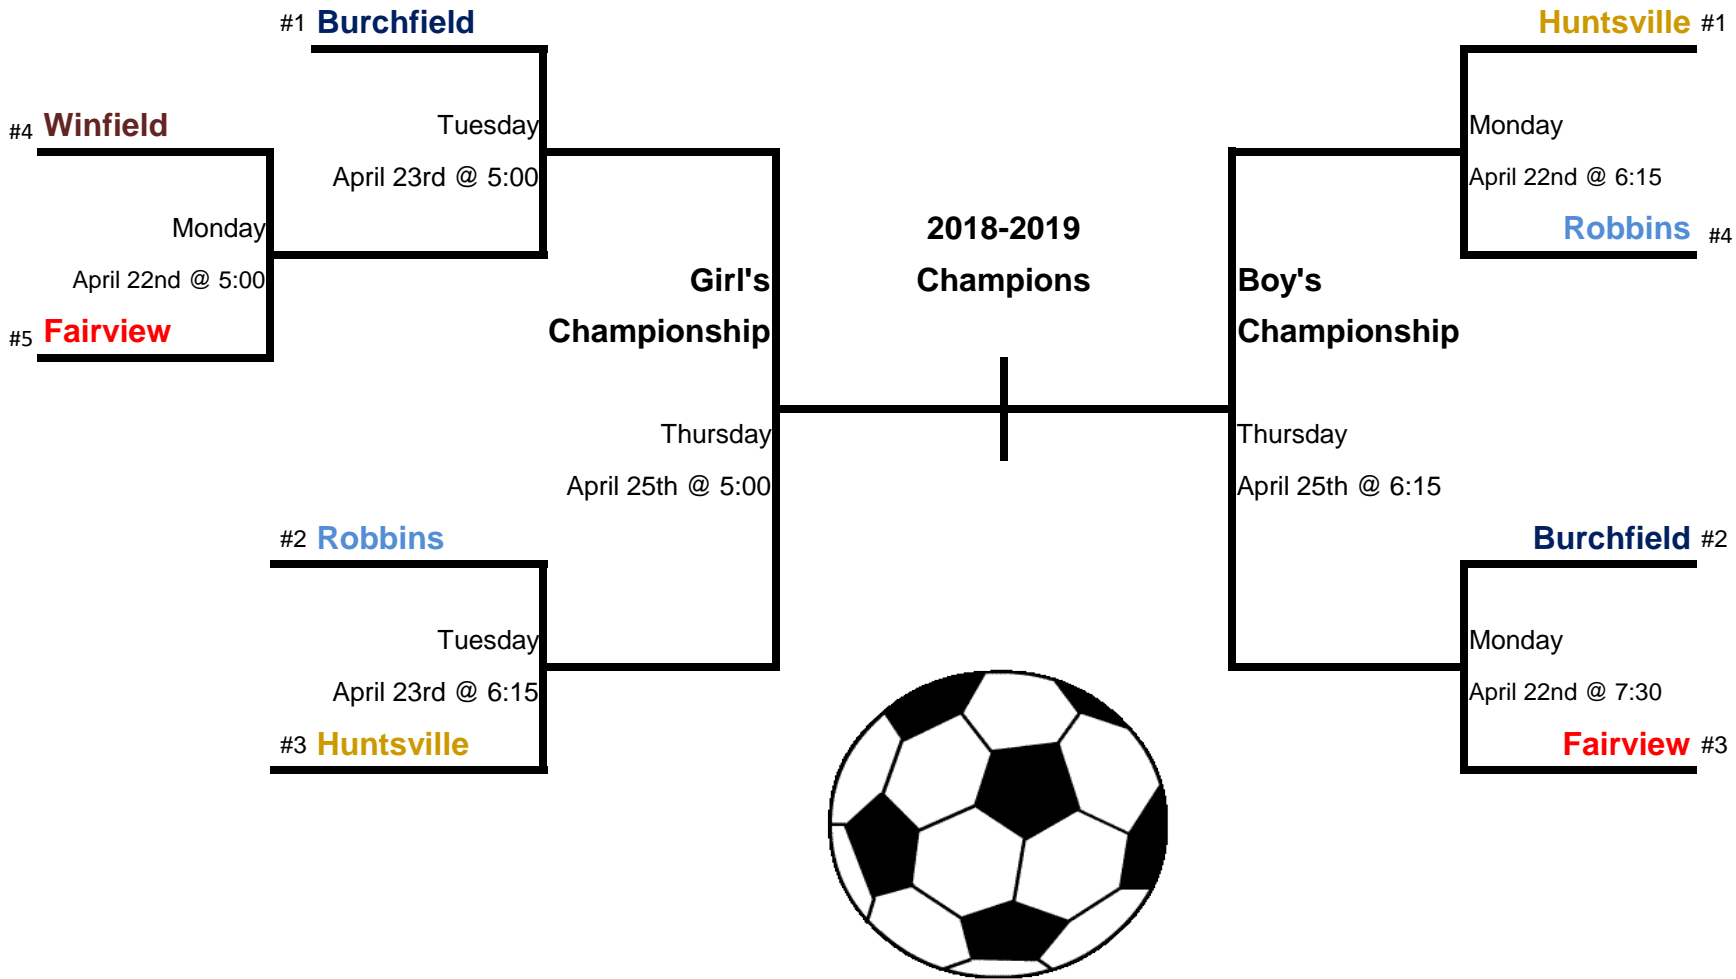 #1 Burchfield
Huntsville #1
#4 Winfield
Tuesday
Monday
April 23rd @ 5:00
April 22nd @ 6:15
Monday
2018-2019
Robbins #4
April 22nd @ 5:00
Girl's
Champions
Boy's
#5 Fairview
Championship
Championship
Thursday
Thursday
April 25th @ 5:00
April 25th @ 6:15
#2 Robbins
Burchfield #2
Tuesday
Monday
April 23rd @ 6:15
April 22nd @ 7:30
#3 Huntsville
Fairview #3